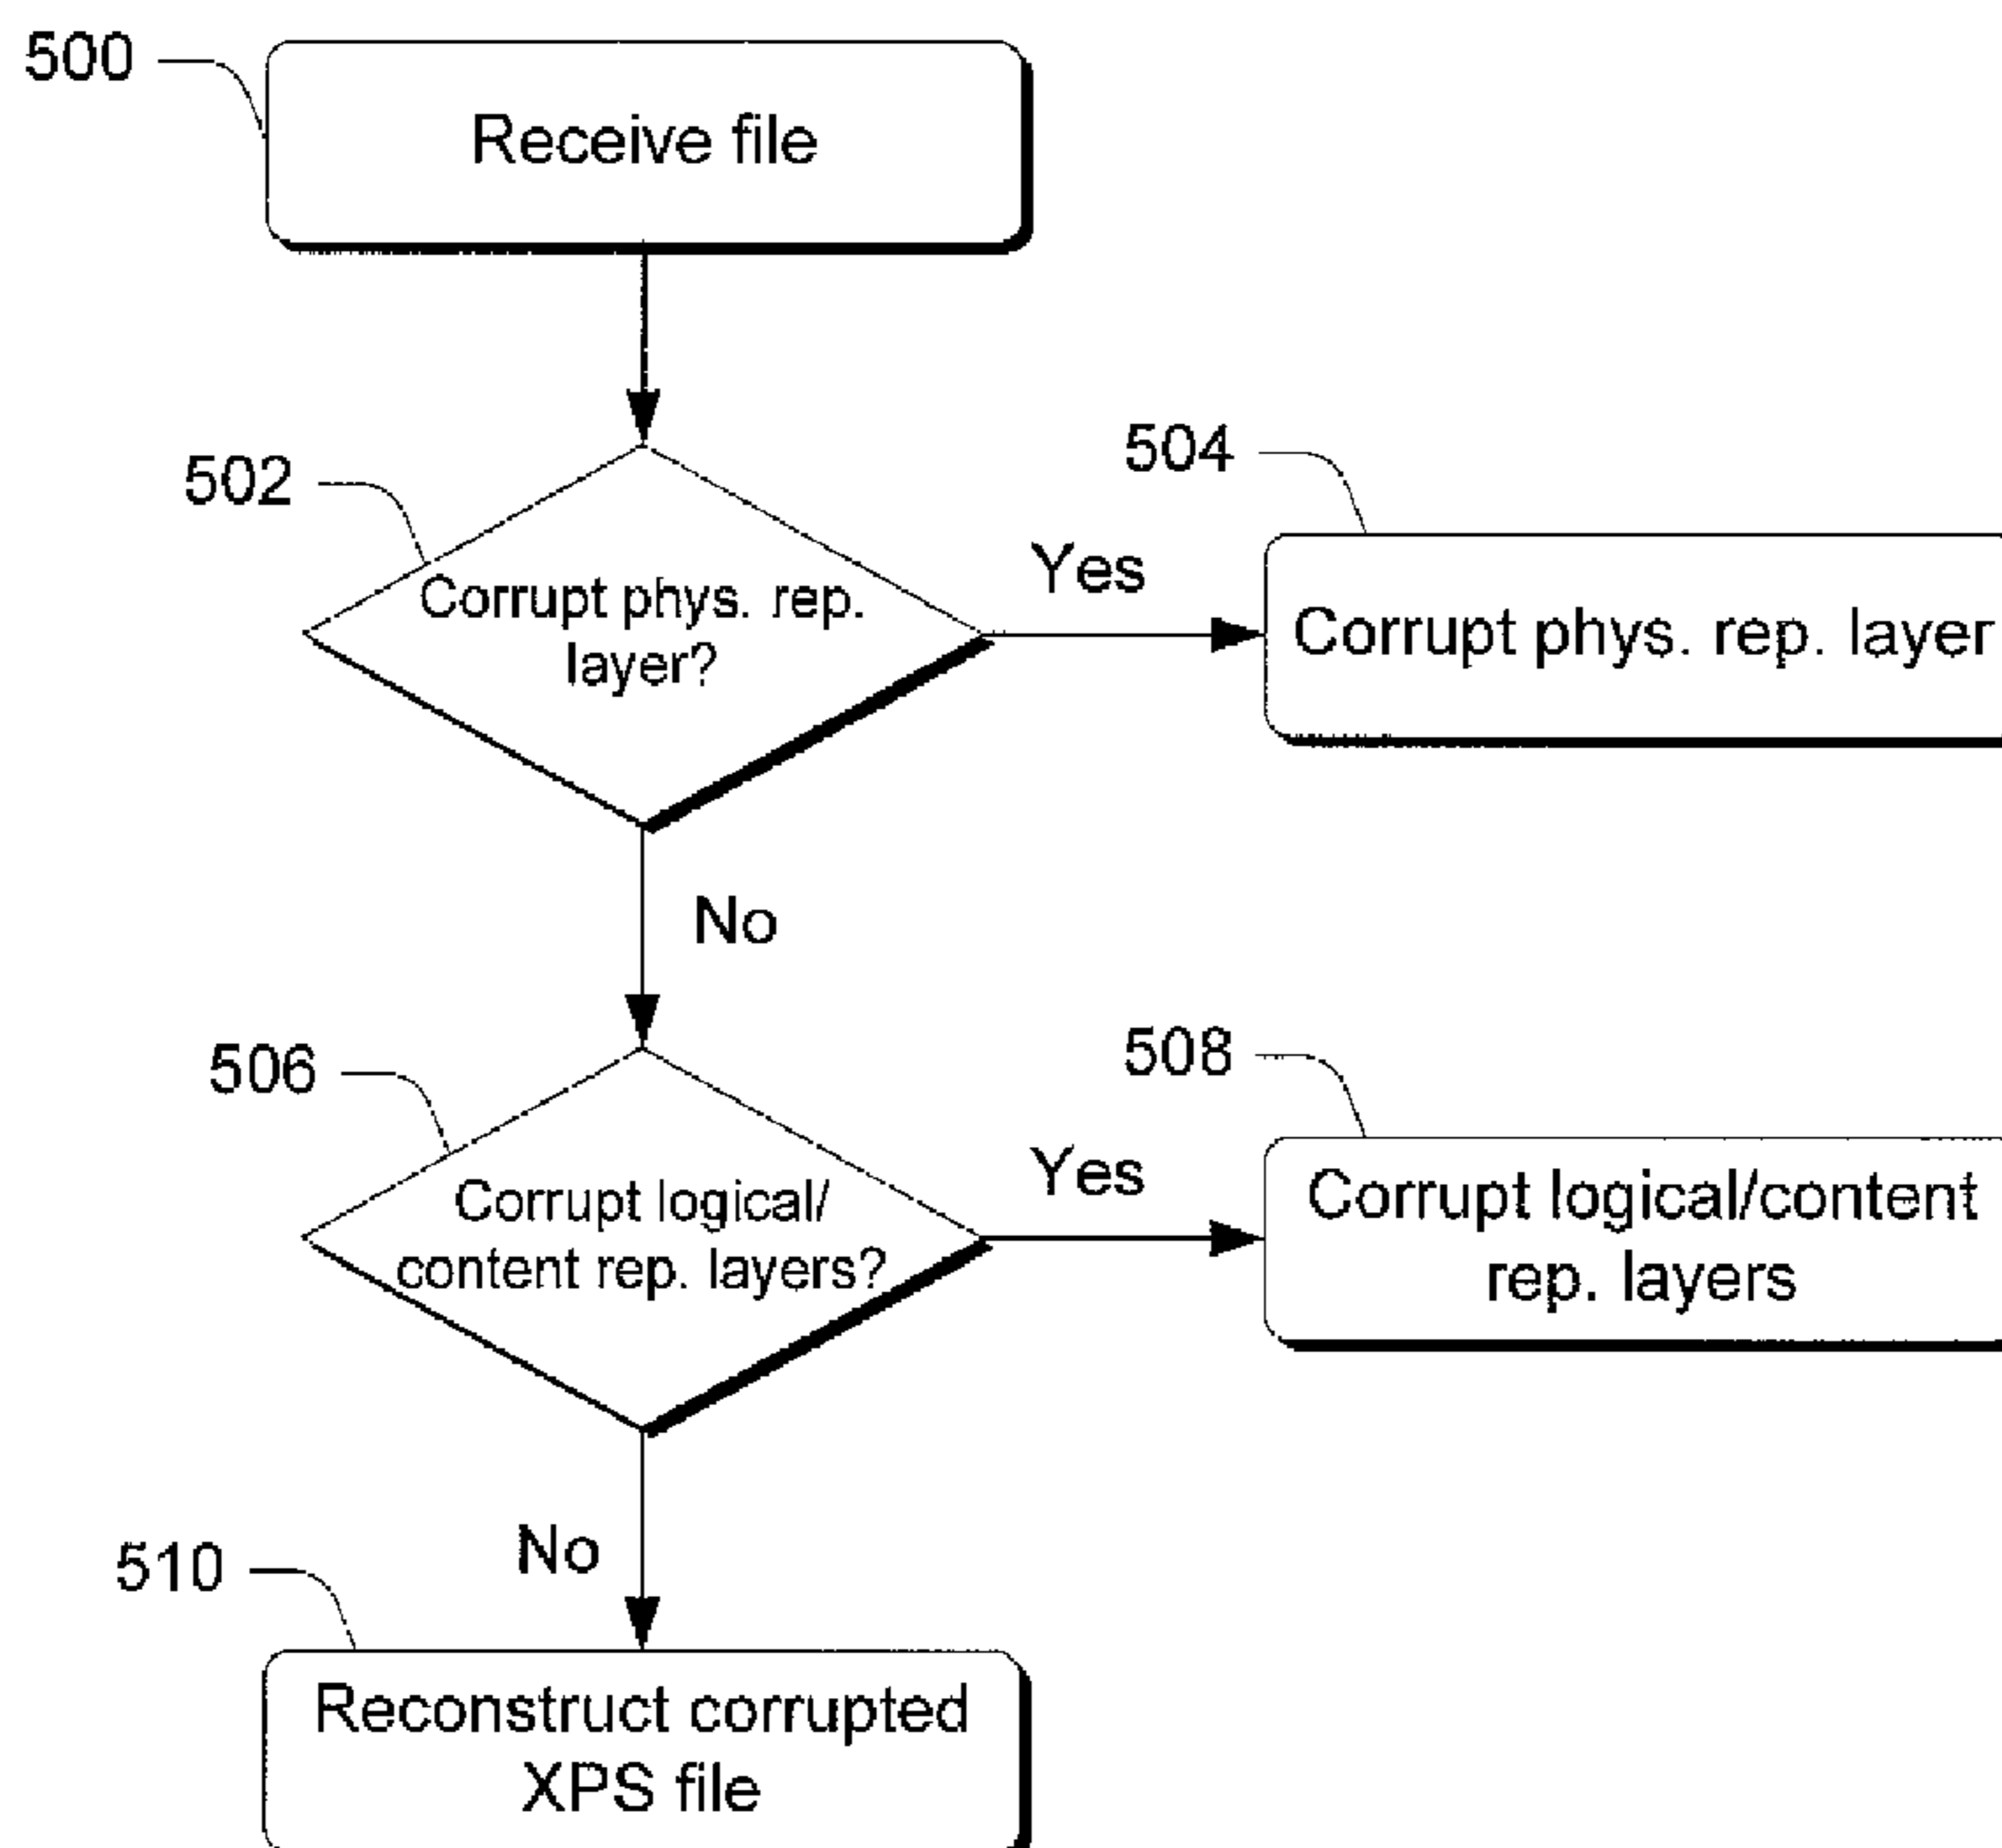 500
Receive file
502
Corrupt phys. rep.
layer?
Yes
504
Corrupt phys. rep. layer
No
506
Corrupt logical/
content rep. layers?
Yes
508
Corrupt logical/content
rep. layers
No
510
Reconstruct corrupted
XPS file